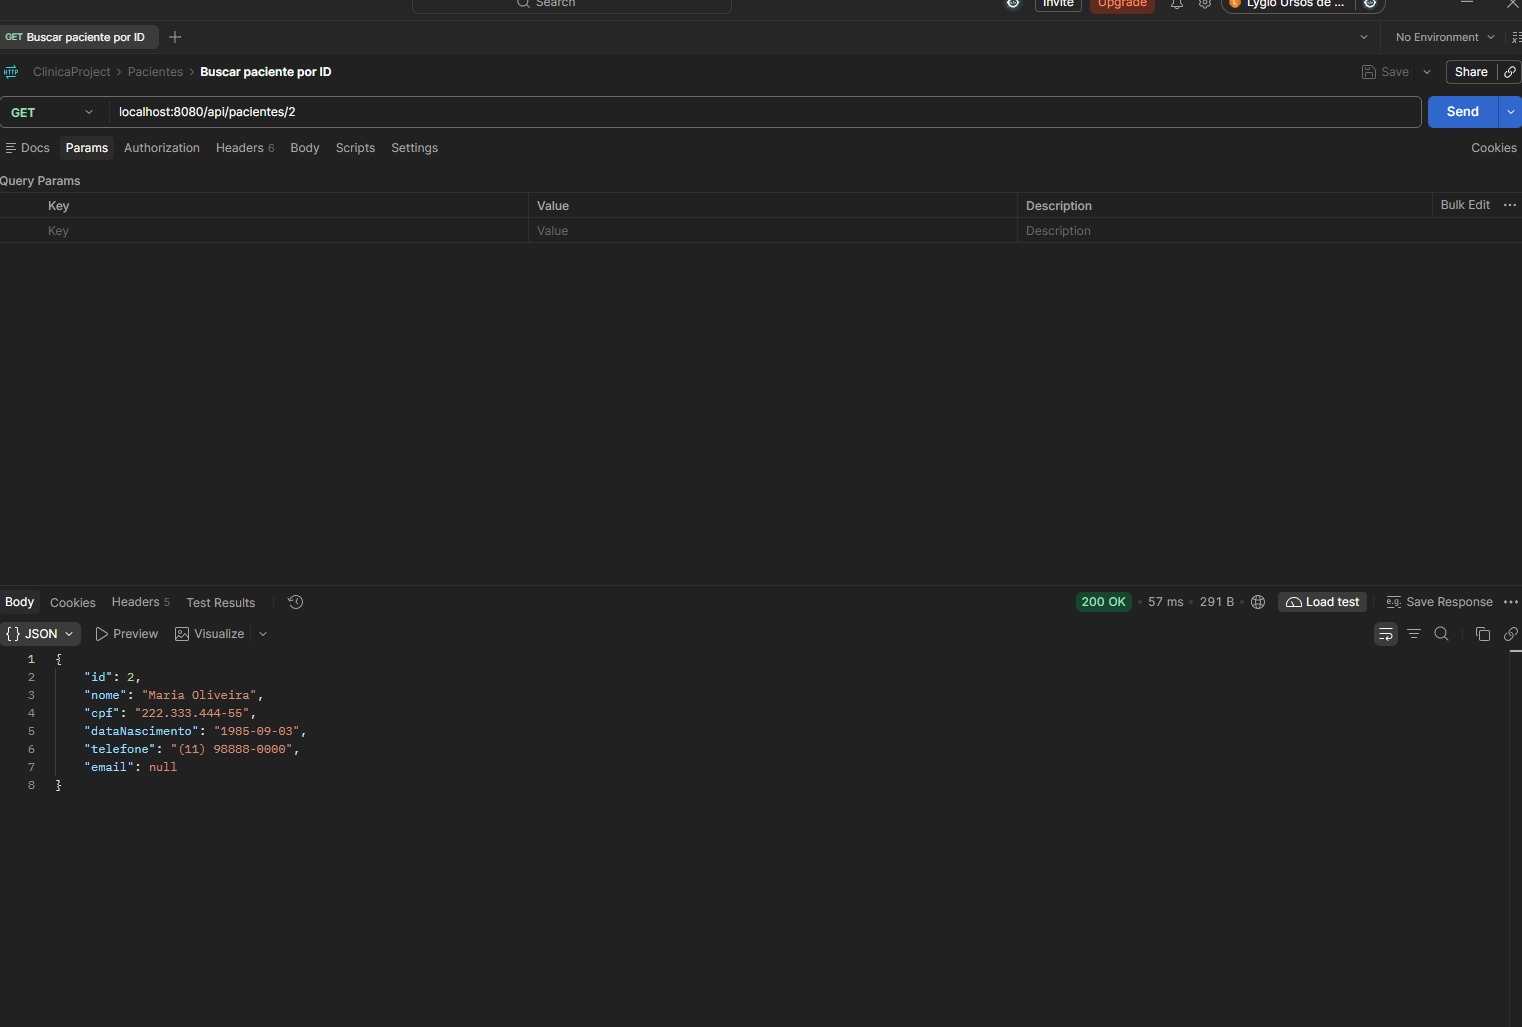 Search
Invite
Upgrade
Lygio Ursos de ...
GET Buscar paciente por ID
No Environment
HTTP ClinicaProject > Pacientes > Buscar paciente por ID
Save
Share
GET
localhost:8080/api/pacientes/2
Send
Docs Params Authorization Headers 6 Body Scripts Settings
Cookies
Query Params
Key Value Description Bulk Edit
Key Value Description
Body Cookies Headers 5 Test Results
200 OK • 57 ms • 291 B
Load test
e.g. Save Response
{} JSON Preview Visualize
1 {
2 "id": 2,
3 "nome": "Maria Oliveira",
4 "cpf": "222.333.444-55",
5 "dataNascimento": "1985-09-03",
6 "telefone": "(11) 98888-0000",
7 "email": null
8 }